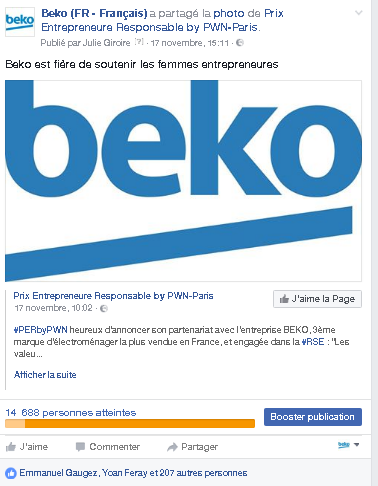 beko
Beko (FR - Français) a partagé la photo de Prix
Entrepreneure Responsable by PWN-Paris.
Publié par Julie Giroire [?] · 17 novembre, 15:11 ·
Beko est fière de soutenir les femmes entrepreneures
beko
Prix Entrepreneure Responsable by PWN-Paris
17 novembre, 10:02 ·
J'aime la Page
#PERbyPWN heureux d'annoncer son partenariat avec l'entreprise BEKO, 3ème
marque d'électroménager la plus vendue en France, et engagée dans la #RSE : "Les
valeu...
Afficher la suite
14 688 personnes atteintes
Booster publication
J'aime Commenter Partager
beko
Emmanuel Gaugez, Yoan Feray et 207 autres personnes